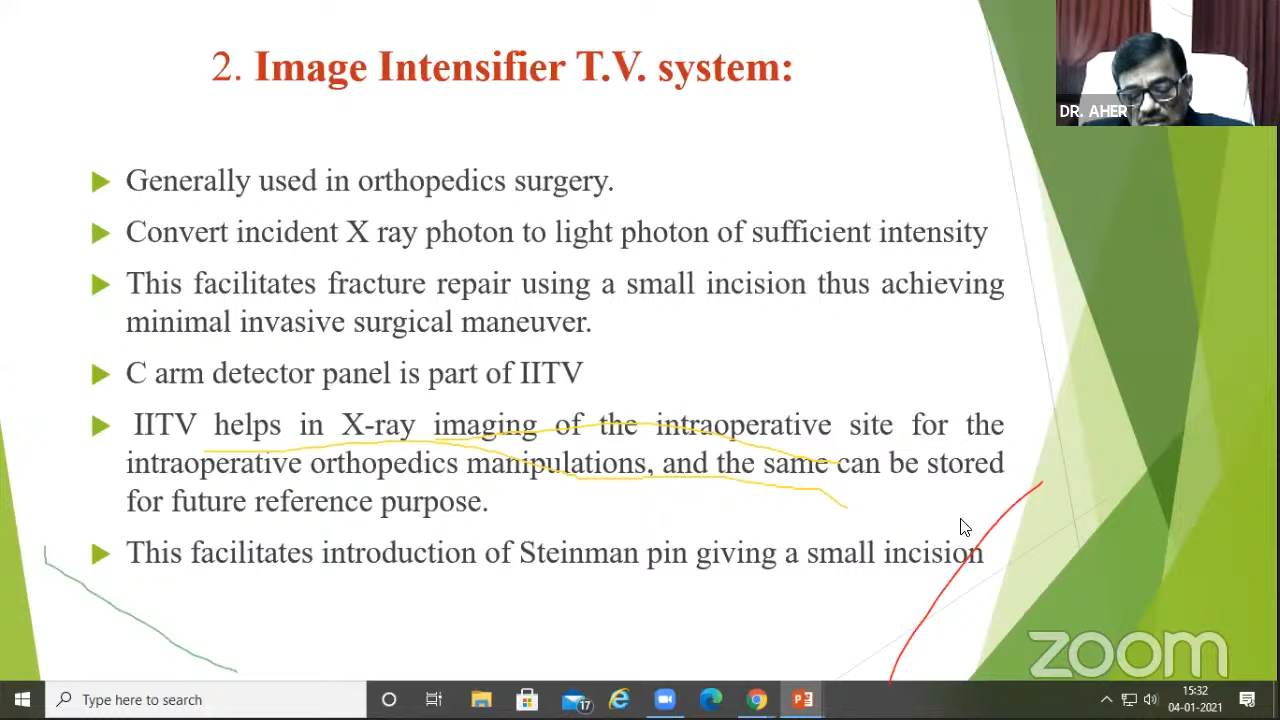 2. Image Intensifier T.V. system:
DR. AHER
Generally used in orthopedics surgery.
Convert incident X ray photon to light photon of sufficient intensity
This facilitates fracture repair using a small incision thus achieving
minimal invasive surgical maneuver.
C arm detector panel is part of IITV
IITV helps in X-ray imaging of the intraoperative site for the
intraoperative orthopedics manipulations, and the same can be stored
for future reference purpose.
This facilitates introduction of Steinman pin giving a small incision
zoom
Type here to search
17
15:32
04-01-2021